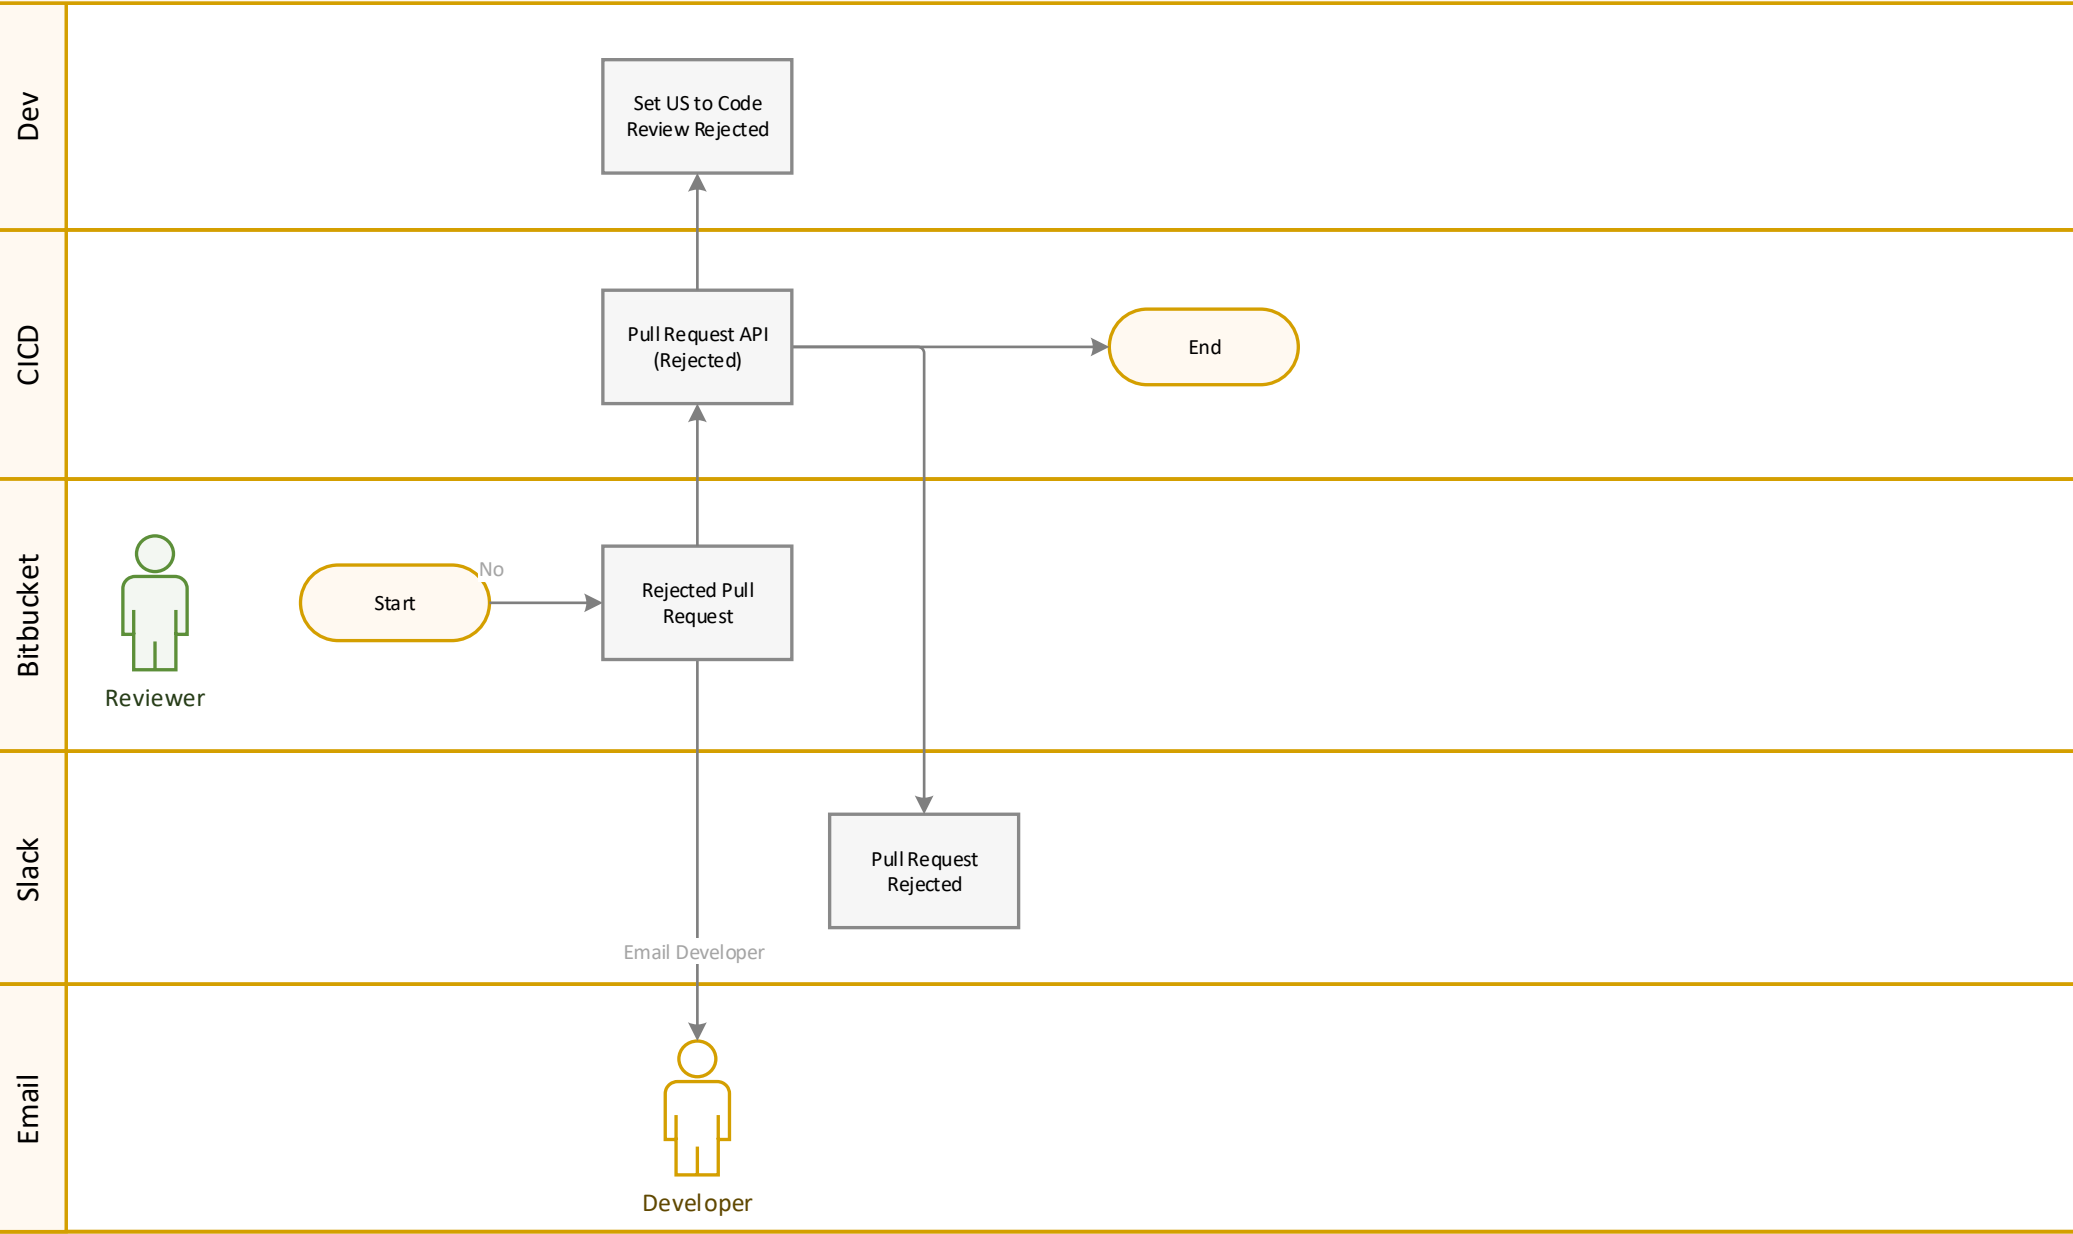 Dev
Set US to Code
Review Rejected
CICD
Pull Request API
(Rejected)
End
Bitbucket
Reviewer
Start
No
Rejected Pull
Request
Slack
Pull Request
Rejected
Email Developer
Email
Developer